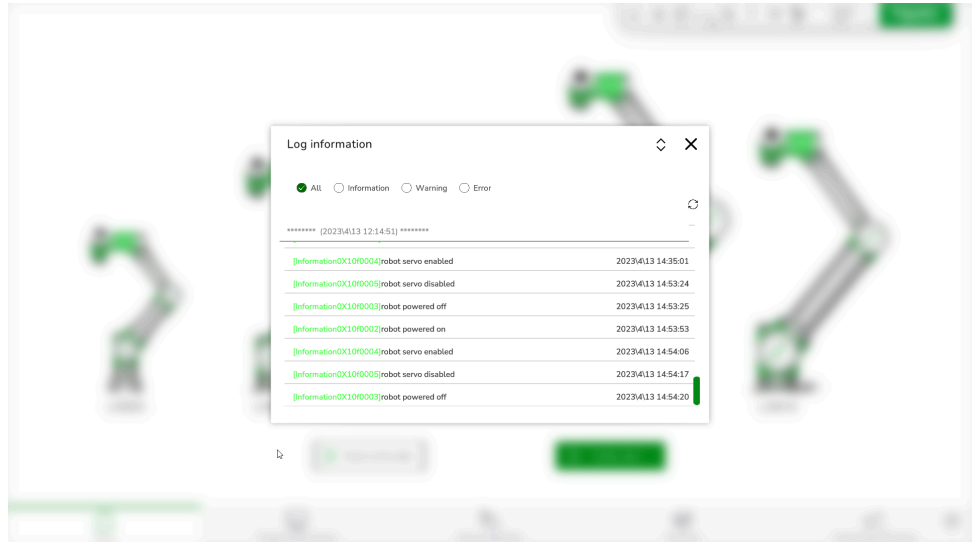 Log information
All Information Warning Error
******** (2023\4\13 12:14:51) ********
[Information0X10f0004]robot servo enabled 2023\4\13 14:35:01
[Information0X10f0005]robot servo disabled 2023\4\13 14:53:24
[Information0X10f0003]robot powered off 2023\4\13 14:53:25
[Information0X10f0002]robot powered on 2023\4\13 14:53:53
[Information0X10f0004]robot servo enabled 2023\4\13 14:54:06
[Information0X10f0005]robot servo disabled 2023\4\13 14:54:17
[Information0X10f0003]robot powered off 2023\4\13 14:54:20